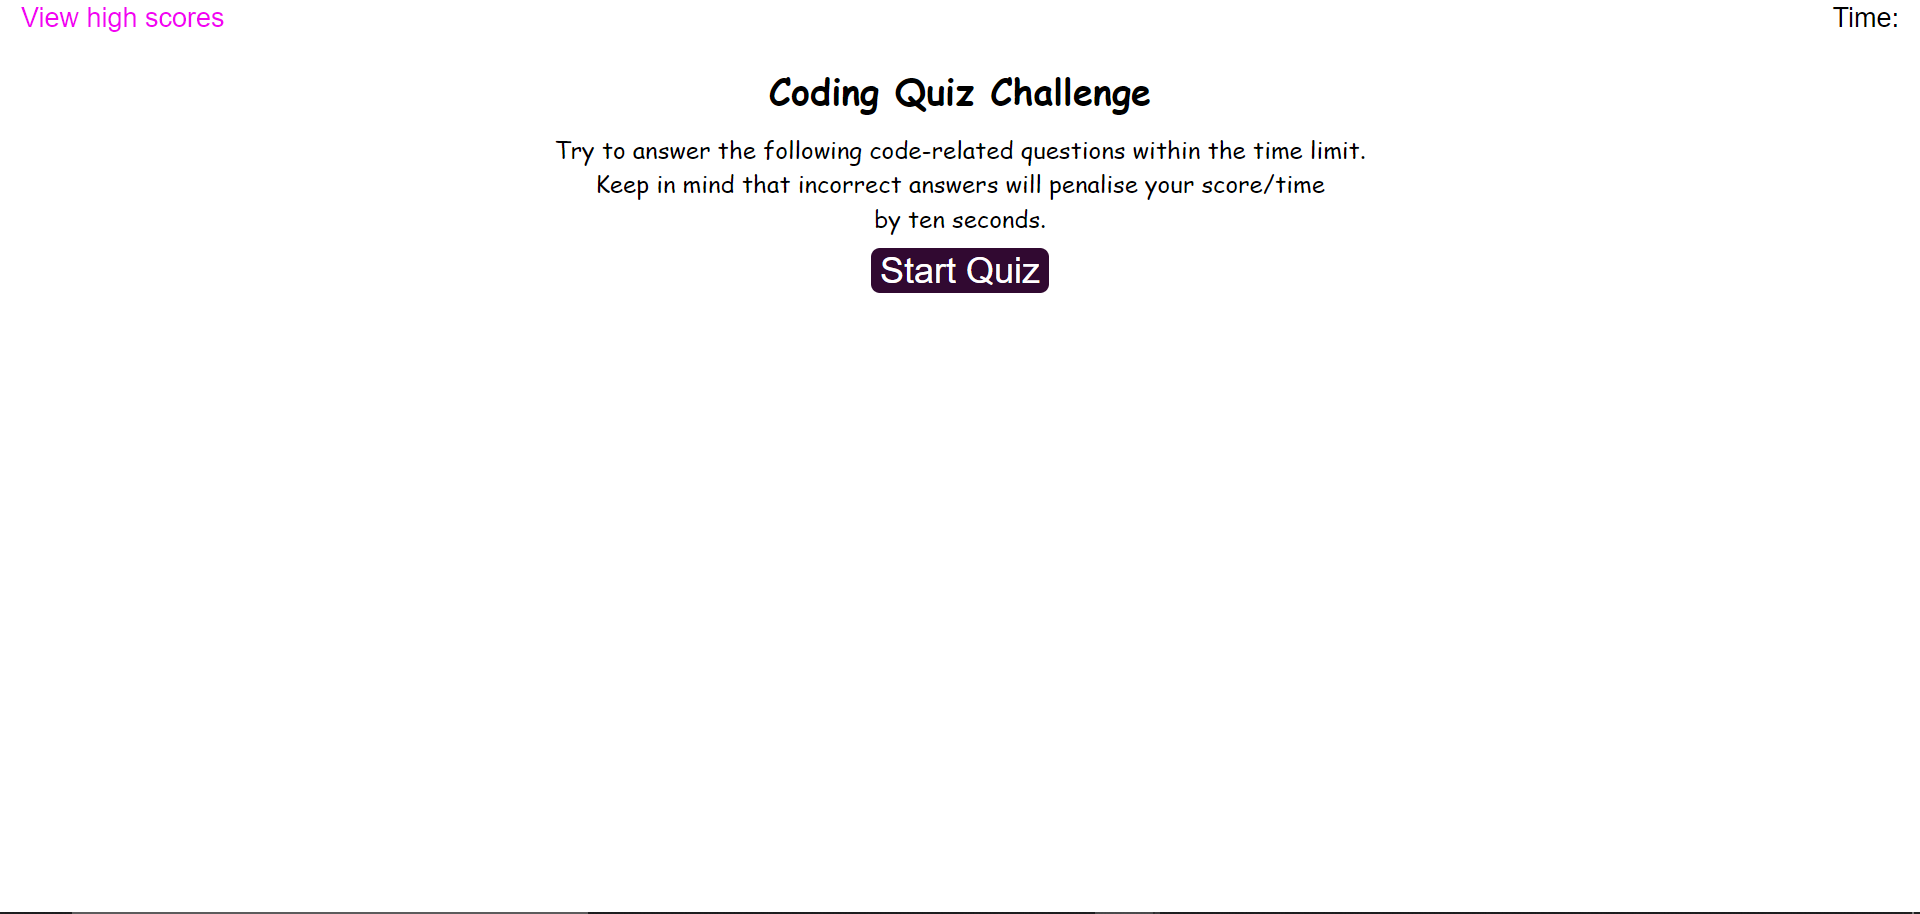 View high scores
Time:
Coding Quiz Challenge
Try to answer the following code-related questions within the time limit.
Keep in mind that incorrect answers will penalise your score/time
by ten seconds.
Start Quiz